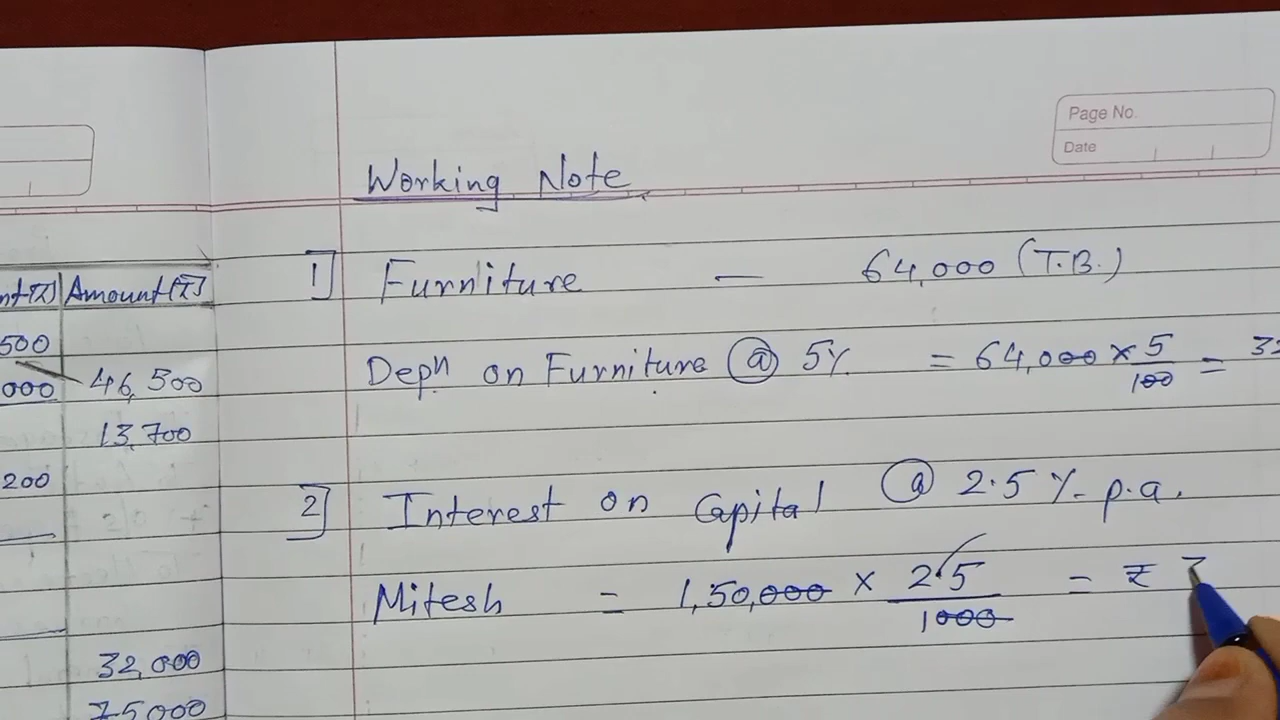 Page No.
Date
Working Note
nt(₹) Amount(₹)
500
000 46,500
13,700
200
32,000
75000
1] Furniture — 64,000 (T.B.)
Depn on Furniture @ 5% = 64,000 × 5/100 =
2] Interest on Capital @ 2.5 % p.a.
Mitesh = 1,50,000 × 2.5/1000 = ₹